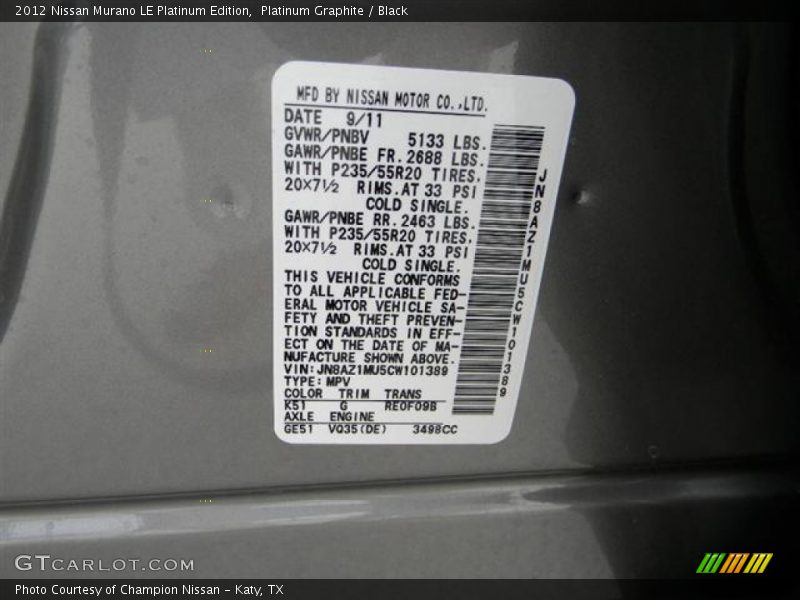 2012 Nissan Murano LE Platinum Edition, Platinum Graphite / Black
MFD BY NISSAN MOTOR CO.,LTD.
DATE 9/11
GVWR/PNBV 5133 LBS.
GAWR/PNBE FR. 2688 LBS.
WITH P235/55R20 TIRES.
20X7½ RIMS.AT 33 PSI
COLD SINGLE.
GAWR/PNBE RR. 2463 LBS.
WITH P235/55R20 TIRES.
20X7½ RIMS.AT 33 PSI
COLD SINGLE.
THIS VEHICLE CONFORMS
TO ALL APPLICABLE FED-
ERAL MOTOR VEHICLE SA-
FETY AND THEFT PREVEN-
TION STANDARDS IN EFF-
ECT ON THE DATE OF MA-
NUFACTURE SHOWN ABOVE.
VIN:JN8AZ1MU5CW101389
TYPE:MPV
COLOR TRIM TRANS
K51 G RE0F09B
AXLE ENGINE
GE51 VQ35(DE) 3498CC
JN8AZ1MU5CW101389
GTCARLOT.COM
Photo Courtesy of Champion Nissan - Katy, TX